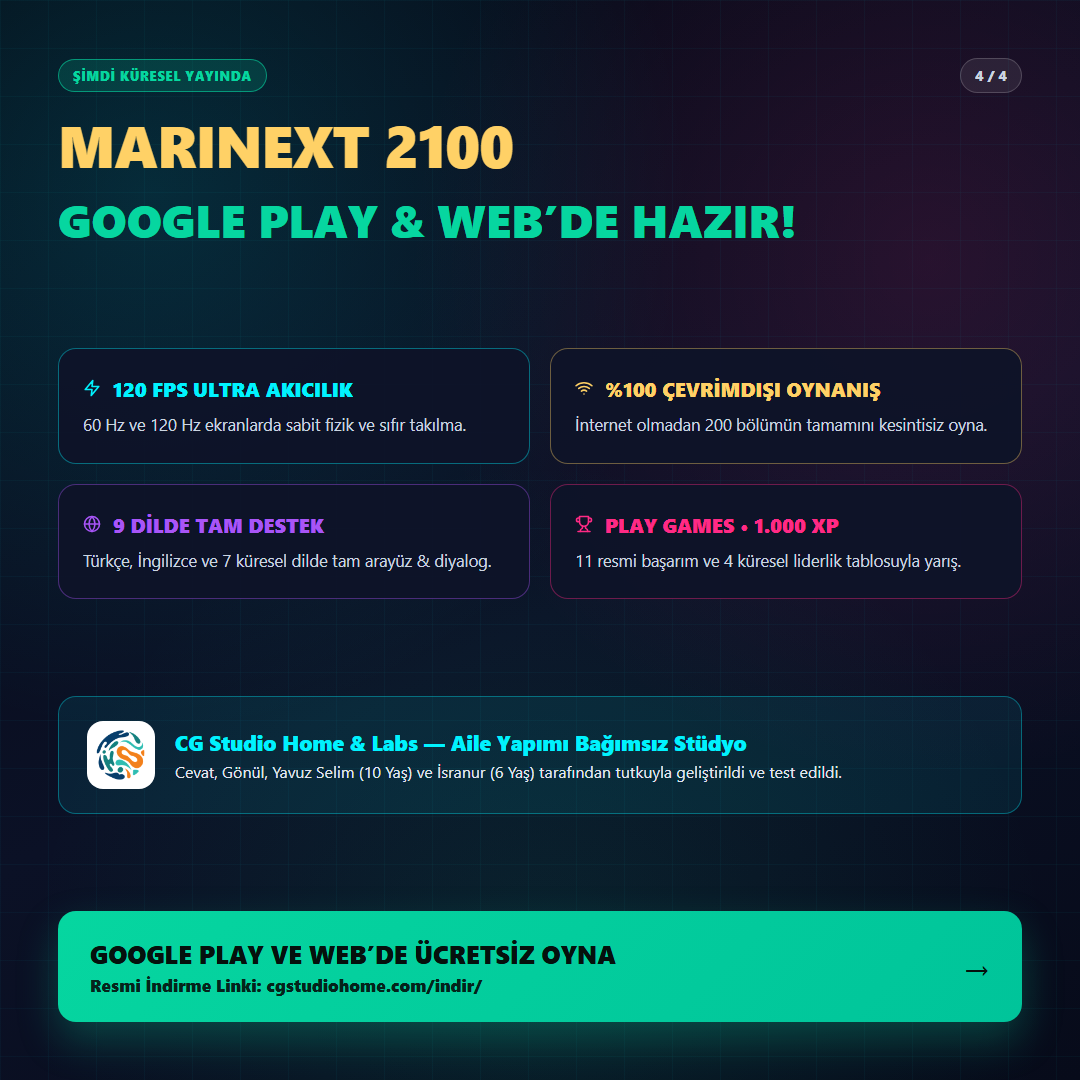 ŞİMDİ KÜRESEL YAYINDA
4 / 4
MARINEXT 2100
GOOGLE PLAY & WEB’DE HAZIR!
120 FPS ULTRA AKICILIK
60 Hz ve 120 Hz ekranlarda sabit fizik ve sıfır takılma.
%100 ÇEVRİMDIŞI OYNANIŞ
İnternet olmadan 200 bölümün tamamını kesintisiz oyna.
9 DİLDE TAM DESTEK
Türkçe, İngilizce ve 7 küresel dilde tam arayüz & diyalog.
PLAY GAMES • 1.000 XP
11 resmi başarım ve 4 küresel liderlik tablosuyla yarış.
CG Studio Home & Labs — Aile Yapımı Bağımsız Stüdyo
Cevat, Gönül, Yavuz Selim (10 Yaş) ve İsranur (6 Yaş) tarafından tutkuyla geliştirildi ve test edildi.
GOOGLE PLAY VE WEB’DE ÜCRETSİZ OYNA
Resmi İndirme Linki: cgstudiohome.com/indir/